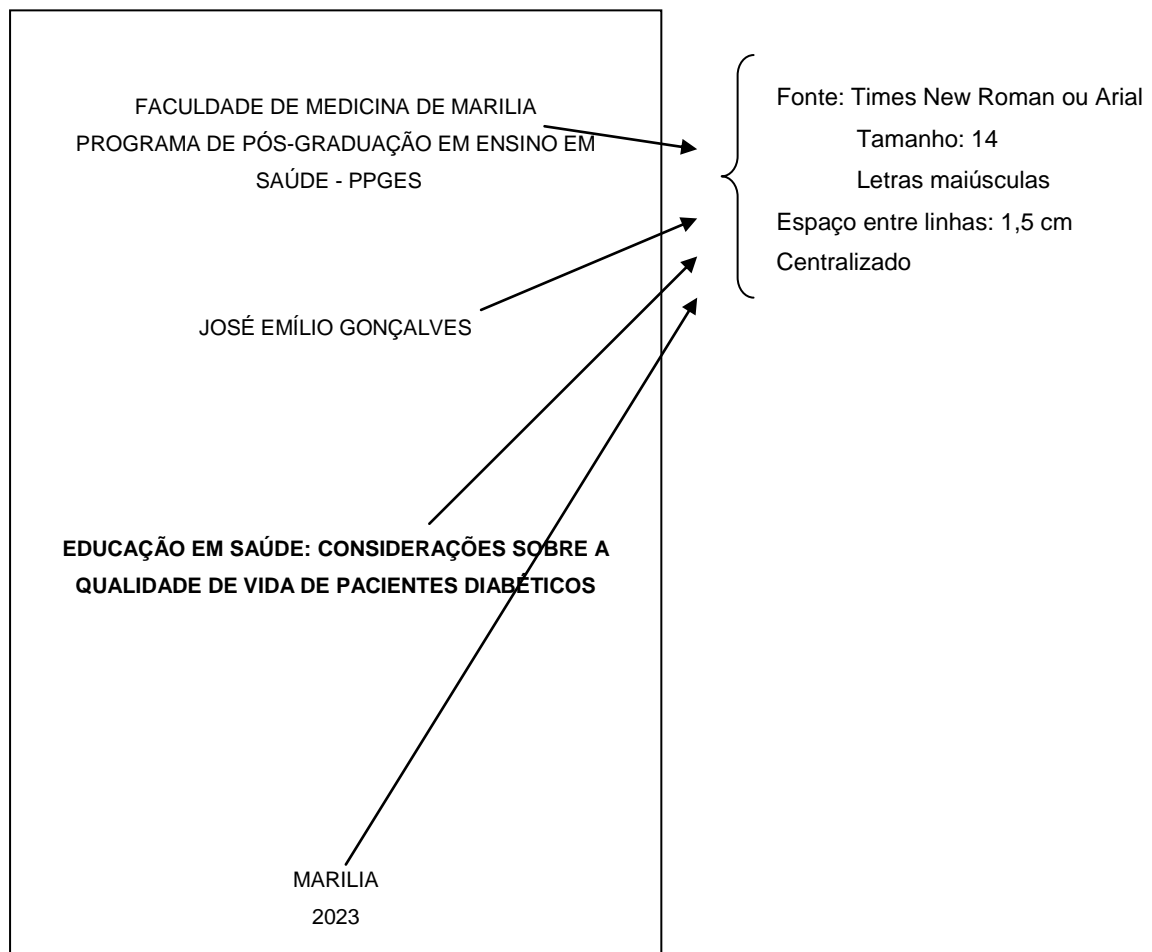 FACULDADE DE MEDICINA DE MARILIA
PROGRAMA DE PÓS-GRADUAÇÃO EM ENSINO EM
SAÚDE - PPGES
JOSÉ EMÍLIO GONÇALVES
EDUCAÇÃO EM SAÚDE: CONSIDERAÇÕES SOBRE A
QUALIDADE DE VIDA DE PACIENTES DIABÉTICOS
MARILIA
2023
Fonte: Times New Roman ou Arial
Tamanho: 14
Letras maiúsculas
Espaço entre linhas: 1,5 cm
Centralizado